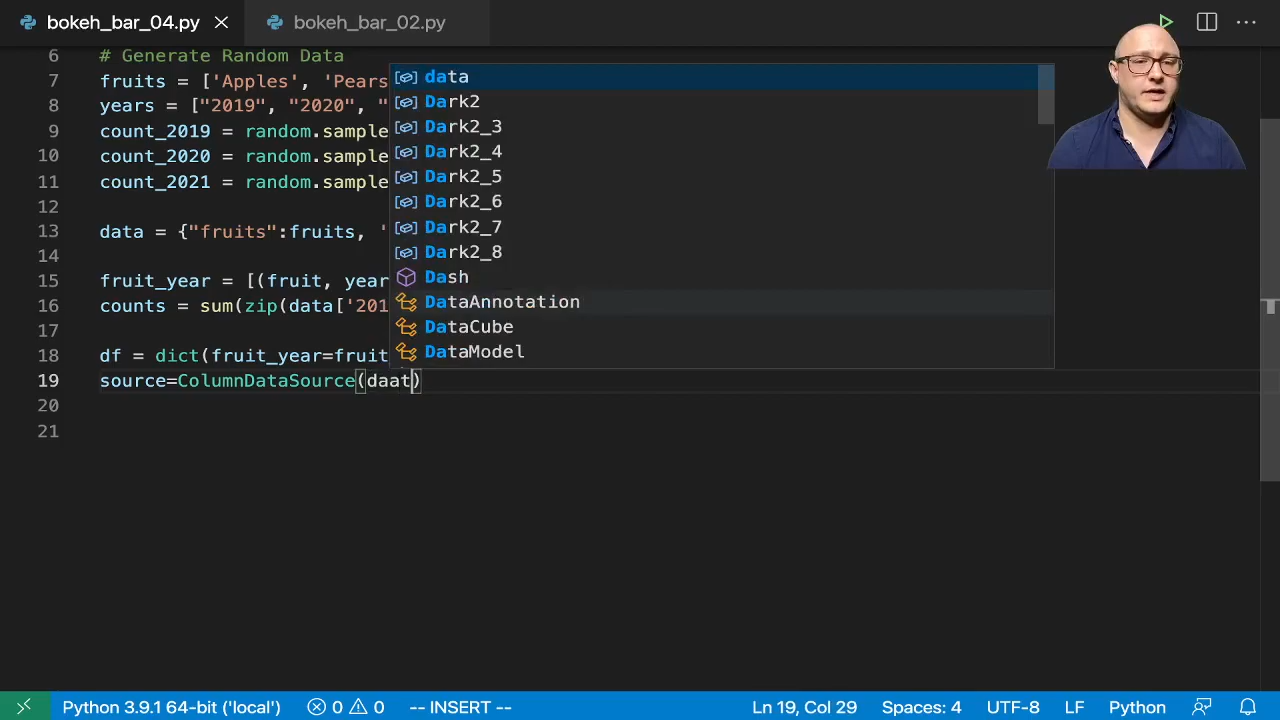 bokeh_bar_04.py
bokeh_bar_02.py
6 # Generate Random Data
7 fruits = ['Apples', 'Pears
8 years = ["2019", "2020", "
9 count_2019 = random.sample
10 count_2020 = random.sample
11 count_2021 = random.sample
12
13 data = {"fruits":fruits, '
14
15 fruit_year = [(fruit, year
16 counts = sum(zip(data['201
17
18 df = dict(fruit_year=fruit
19 source=ColumnDataSource(daat)
20
21
data
Dark2
Dark2_3
Dark2_4
Dark2_5
Dark2_6
Dark2_7
Dark2_8
Dash
DataAnnotation
DataCube
DataModel
Python 3.9.1 64-bit ('local') 0 0 -- INSERT -- Ln 19, Col 29 Spaces: 4 UTF-8 LF Python